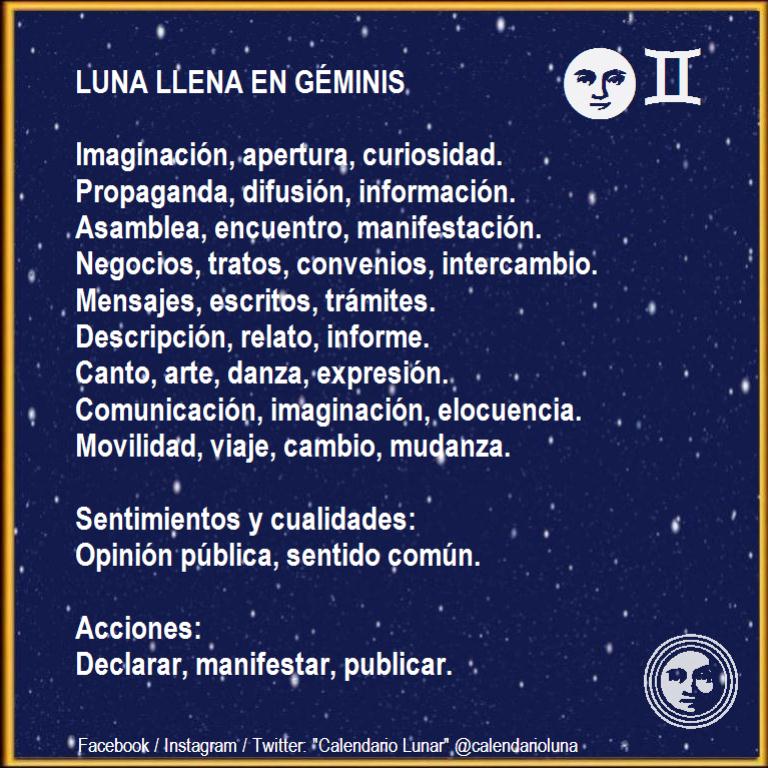 LUNA LLENA EN GÉMINIS
Imaginación, apertura, curiosidad.
Propaganda, difusión, información.
Asamblea, encuentro, manifestación.
Negocios, tratos, convenios, intercambio.
Mensajes, escritos, trámites.
Descripción, relato, informe.
Canto, arte, danza, expresión.
Comunicación, imaginación, elocuencia.
Movilidad, viaje, cambio, mudanza.
Sentimientos y cualidades:
Opinión pública, sentido común.
Acciones:
Declarar, manifestar, publicar.
Facebook / Instagram / Twitter: "Calendario Lunar" @calendarioluna